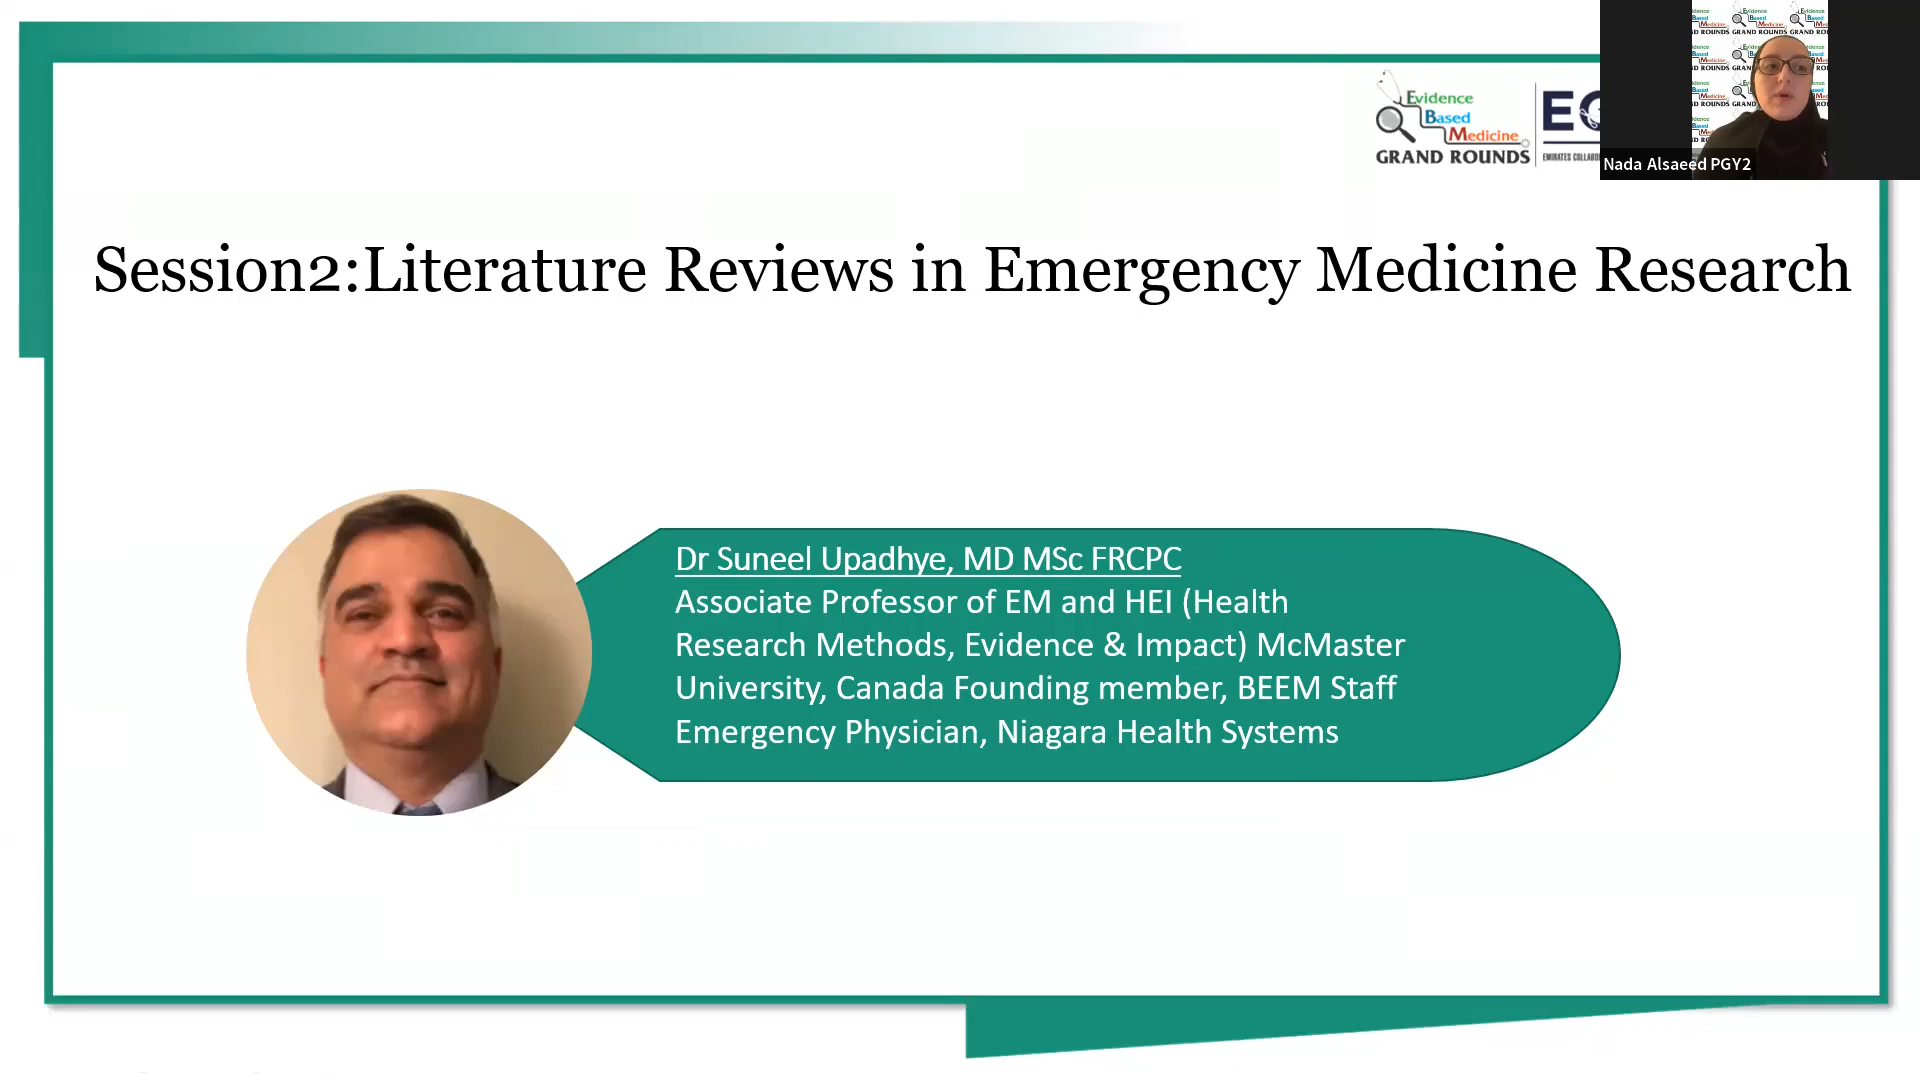 Evidence
Based
Medicine
GRAND ROUNDS
Nada Alsaeed PGY2
Session2:Literature Reviews in Emergency Medicine Research
Dr Suneel Upadhye, MD MSc FRCPC
Associate Professor of EM and HEI (Health
Research Methods, Evidence & Impact) McMaster
University, Canada Founding member, BEEM Staff
Emergency Physician, Niagara Health Systems